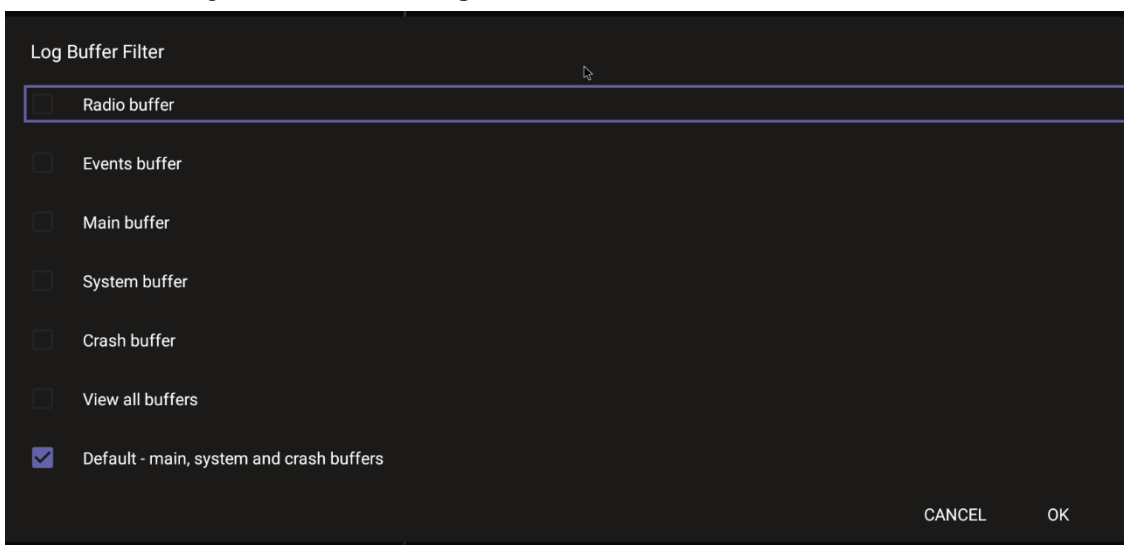 Log Buffer Filter
Radio buffer
Events buffer
Main buffer
System buffer
Crash buffer
View all buffers
Default - main, system and crash buffers
CANCEL OK